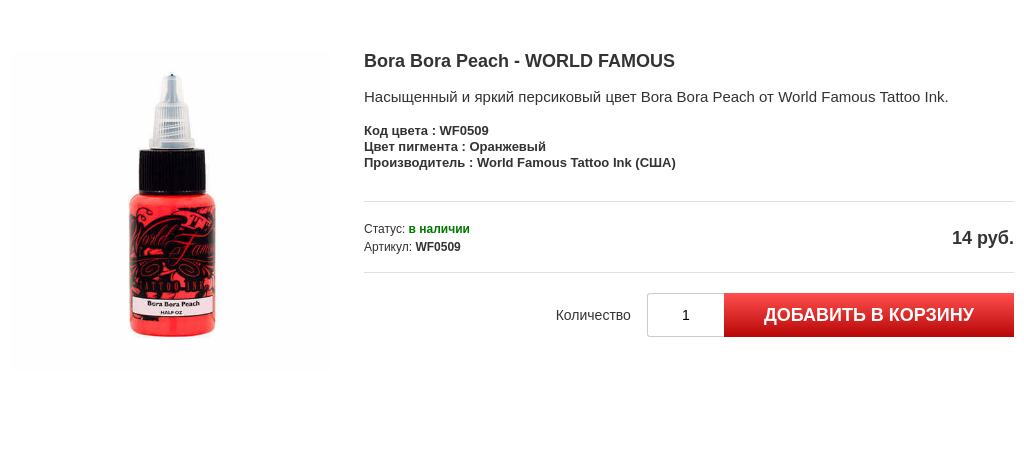 Bora Bora Peach - WORLD FAMOUS
Насыщенный и яркий персиковый цвет Bora Bora Peach от World Famous Tattoo Ink.
Код цвета : WF0509
Цвет пигмента : Оранжевый
Производитель : World Famous Tattoo Ink (США)
Статус: в наличии
Артикул: WF0509
14 руб.
Количество
1
ДОБАВИТЬ В КОРЗИНУ
World
Famous
TATTOO INK
Bora Bora Peach
HALF OZ